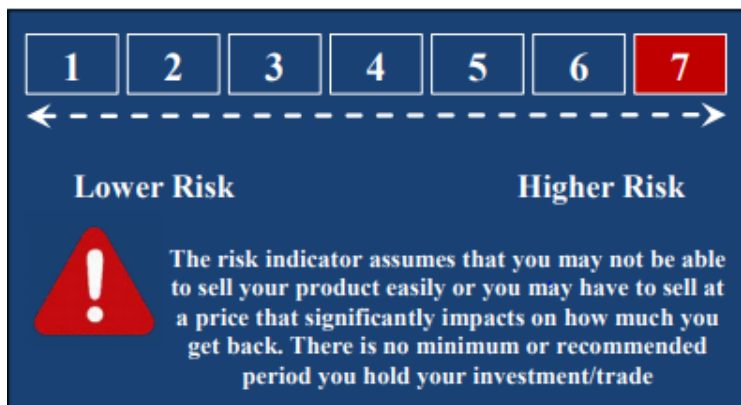 1 2 3 4 5 6 7
Lower Risk Higher Risk
!
The risk indicator assumes that you may not be able
to sell your product easily or you may have to sell at
a price that significantly impacts on how much you
get back. There is no minimum or recommended
period you hold your investment/trade